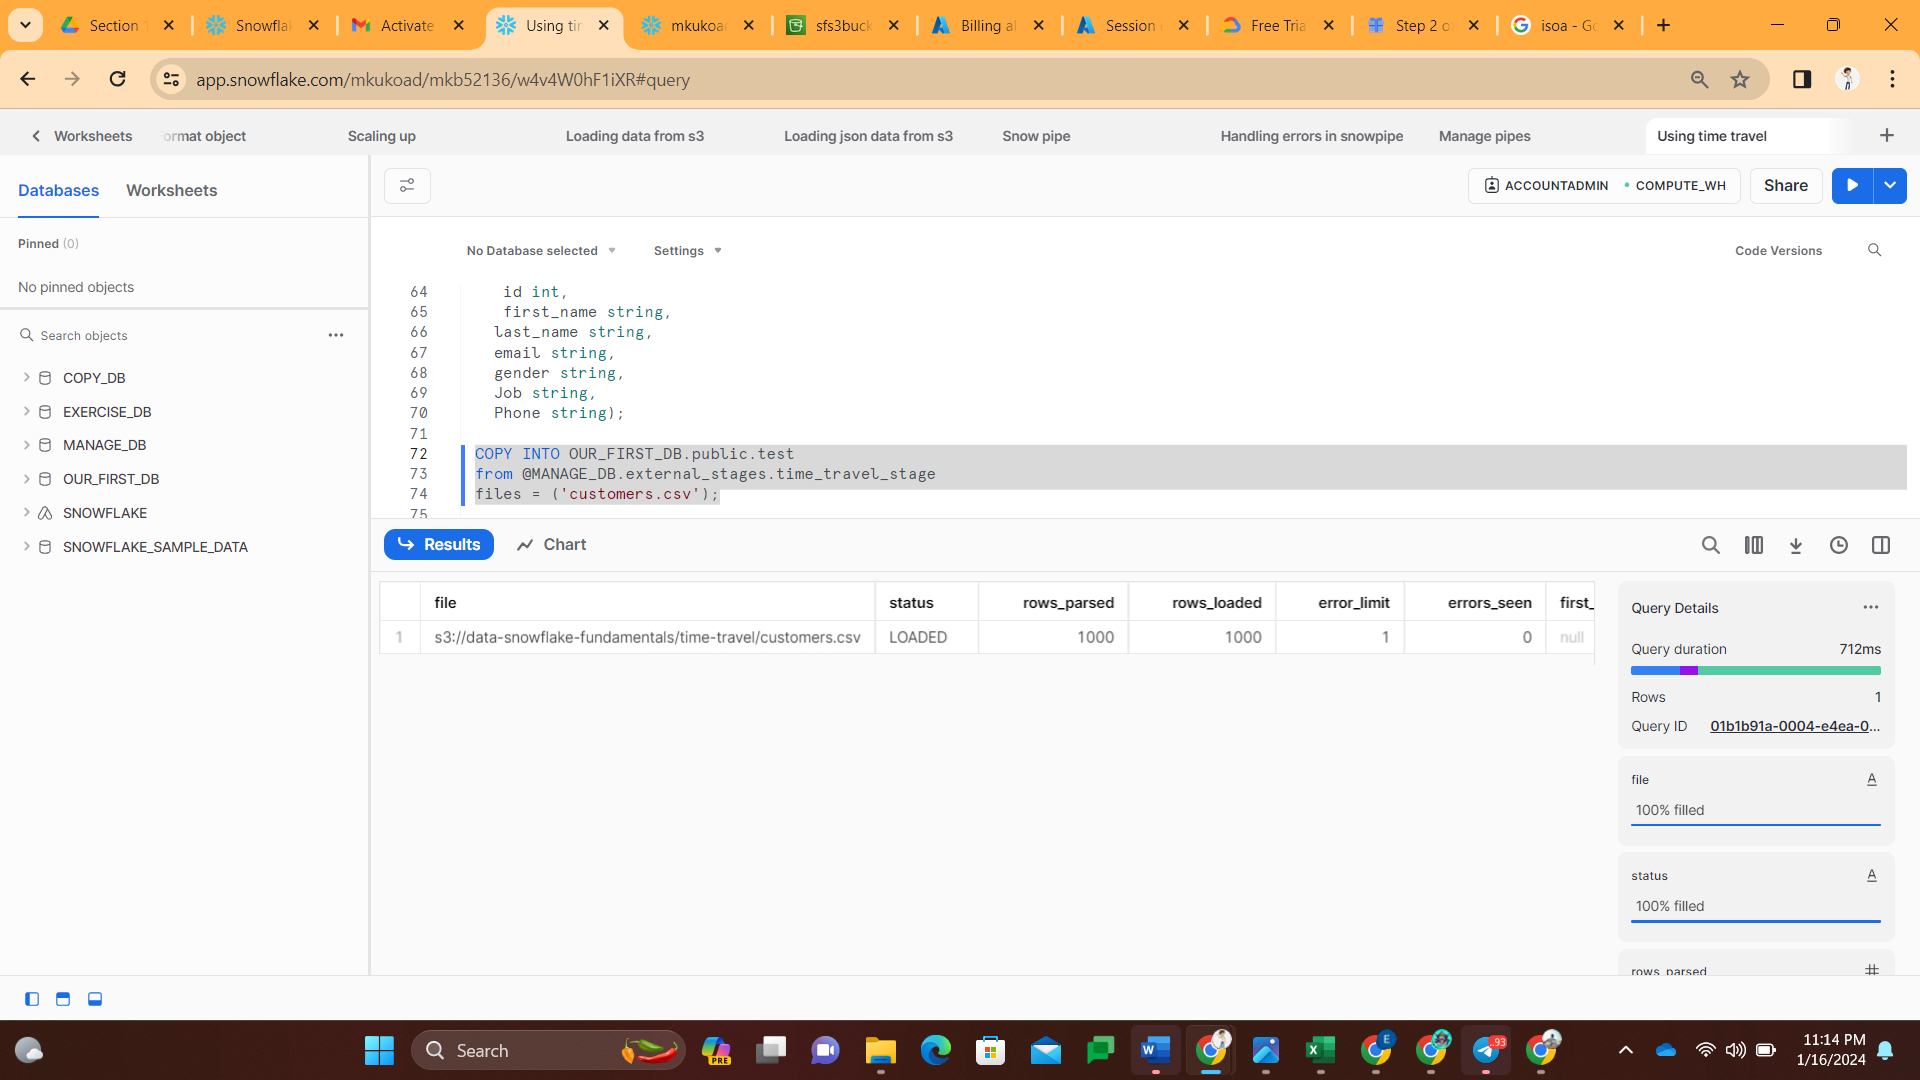 Section
Snowflak
Activate
Using tim
mkukoad
sfs3buck
Billing al
Session
Free Tria
Step 2 o
isoa - Go
app.snowflake.com/mkukoad/mkb52136/w4v4W0hF1iXR#query
Worksheets
ormat object
Scaling up
Loading data from s3
Loading json data from s3
Snow pipe
Handling errors in snowpipe
Manage pipes
Using time travel
Databases
Worksheets
ACCOUNTADMIN
COMPUTE_WH
Share
Pinned (0)
No pinned objects
Search objects
COPY_DB
EXERCISE_DB
MANAGE_DB
OUR_FIRST_DB
SNOWFLAKE
SNOWFLAKE_SAMPLE_DATA
No Database selected
Settings
Code Versions
64 id int,
65 first_name string,
66 last_name string,
67 email string,
68 gender string,
69 Job string,
70 Phone string);
71
72 COPY INTO OUR_FIRST_DB.public.test
73 from @MANAGE_DB.external_stages.time_travel_stage
74 files = ('customers.csv');
75
Results
Chart
file status rows_parsed rows_loaded error_limit errors_seen first_
1 s3://data-snowflake-fundamentals/time-travel/customers.csv LOADED 1000 1000 1 0 null
Query Details
Query duration 712ms
Rows 1
Query ID 01b1b91a-0004-e4ea-0...
file
100% filled
status
100% filled
rows_parsed
Search
PRE
E
93
11:14 PM
1/16/2024